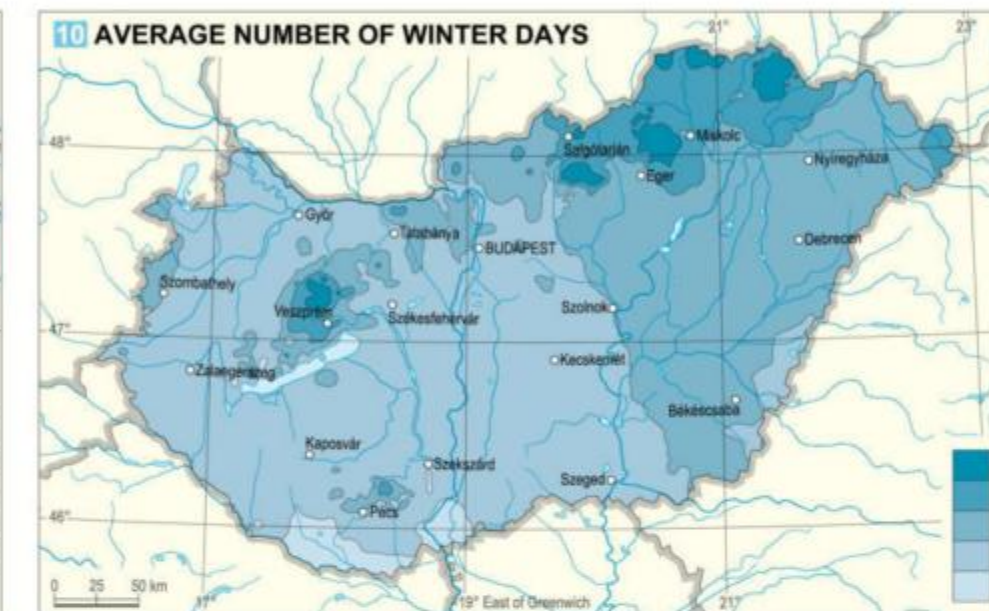 10 AVERAGE NUMBER OF WINTER DAYS
21°
23°
48°
Salgótarján
Miskolc
Eger
Nyíregyháza
Győr
Tatabánya
BUDAPEST
Debrecen
Szombathely
Veszprém
Székesfehérvár
Szolnok
47°
Kecskemét
Zalaegerszeg
Békéscsaba
Kaposvár
Szekszárd
Szeged
46°
Pécs
0 25 50 km
17°
19° East of Greenwich
21°